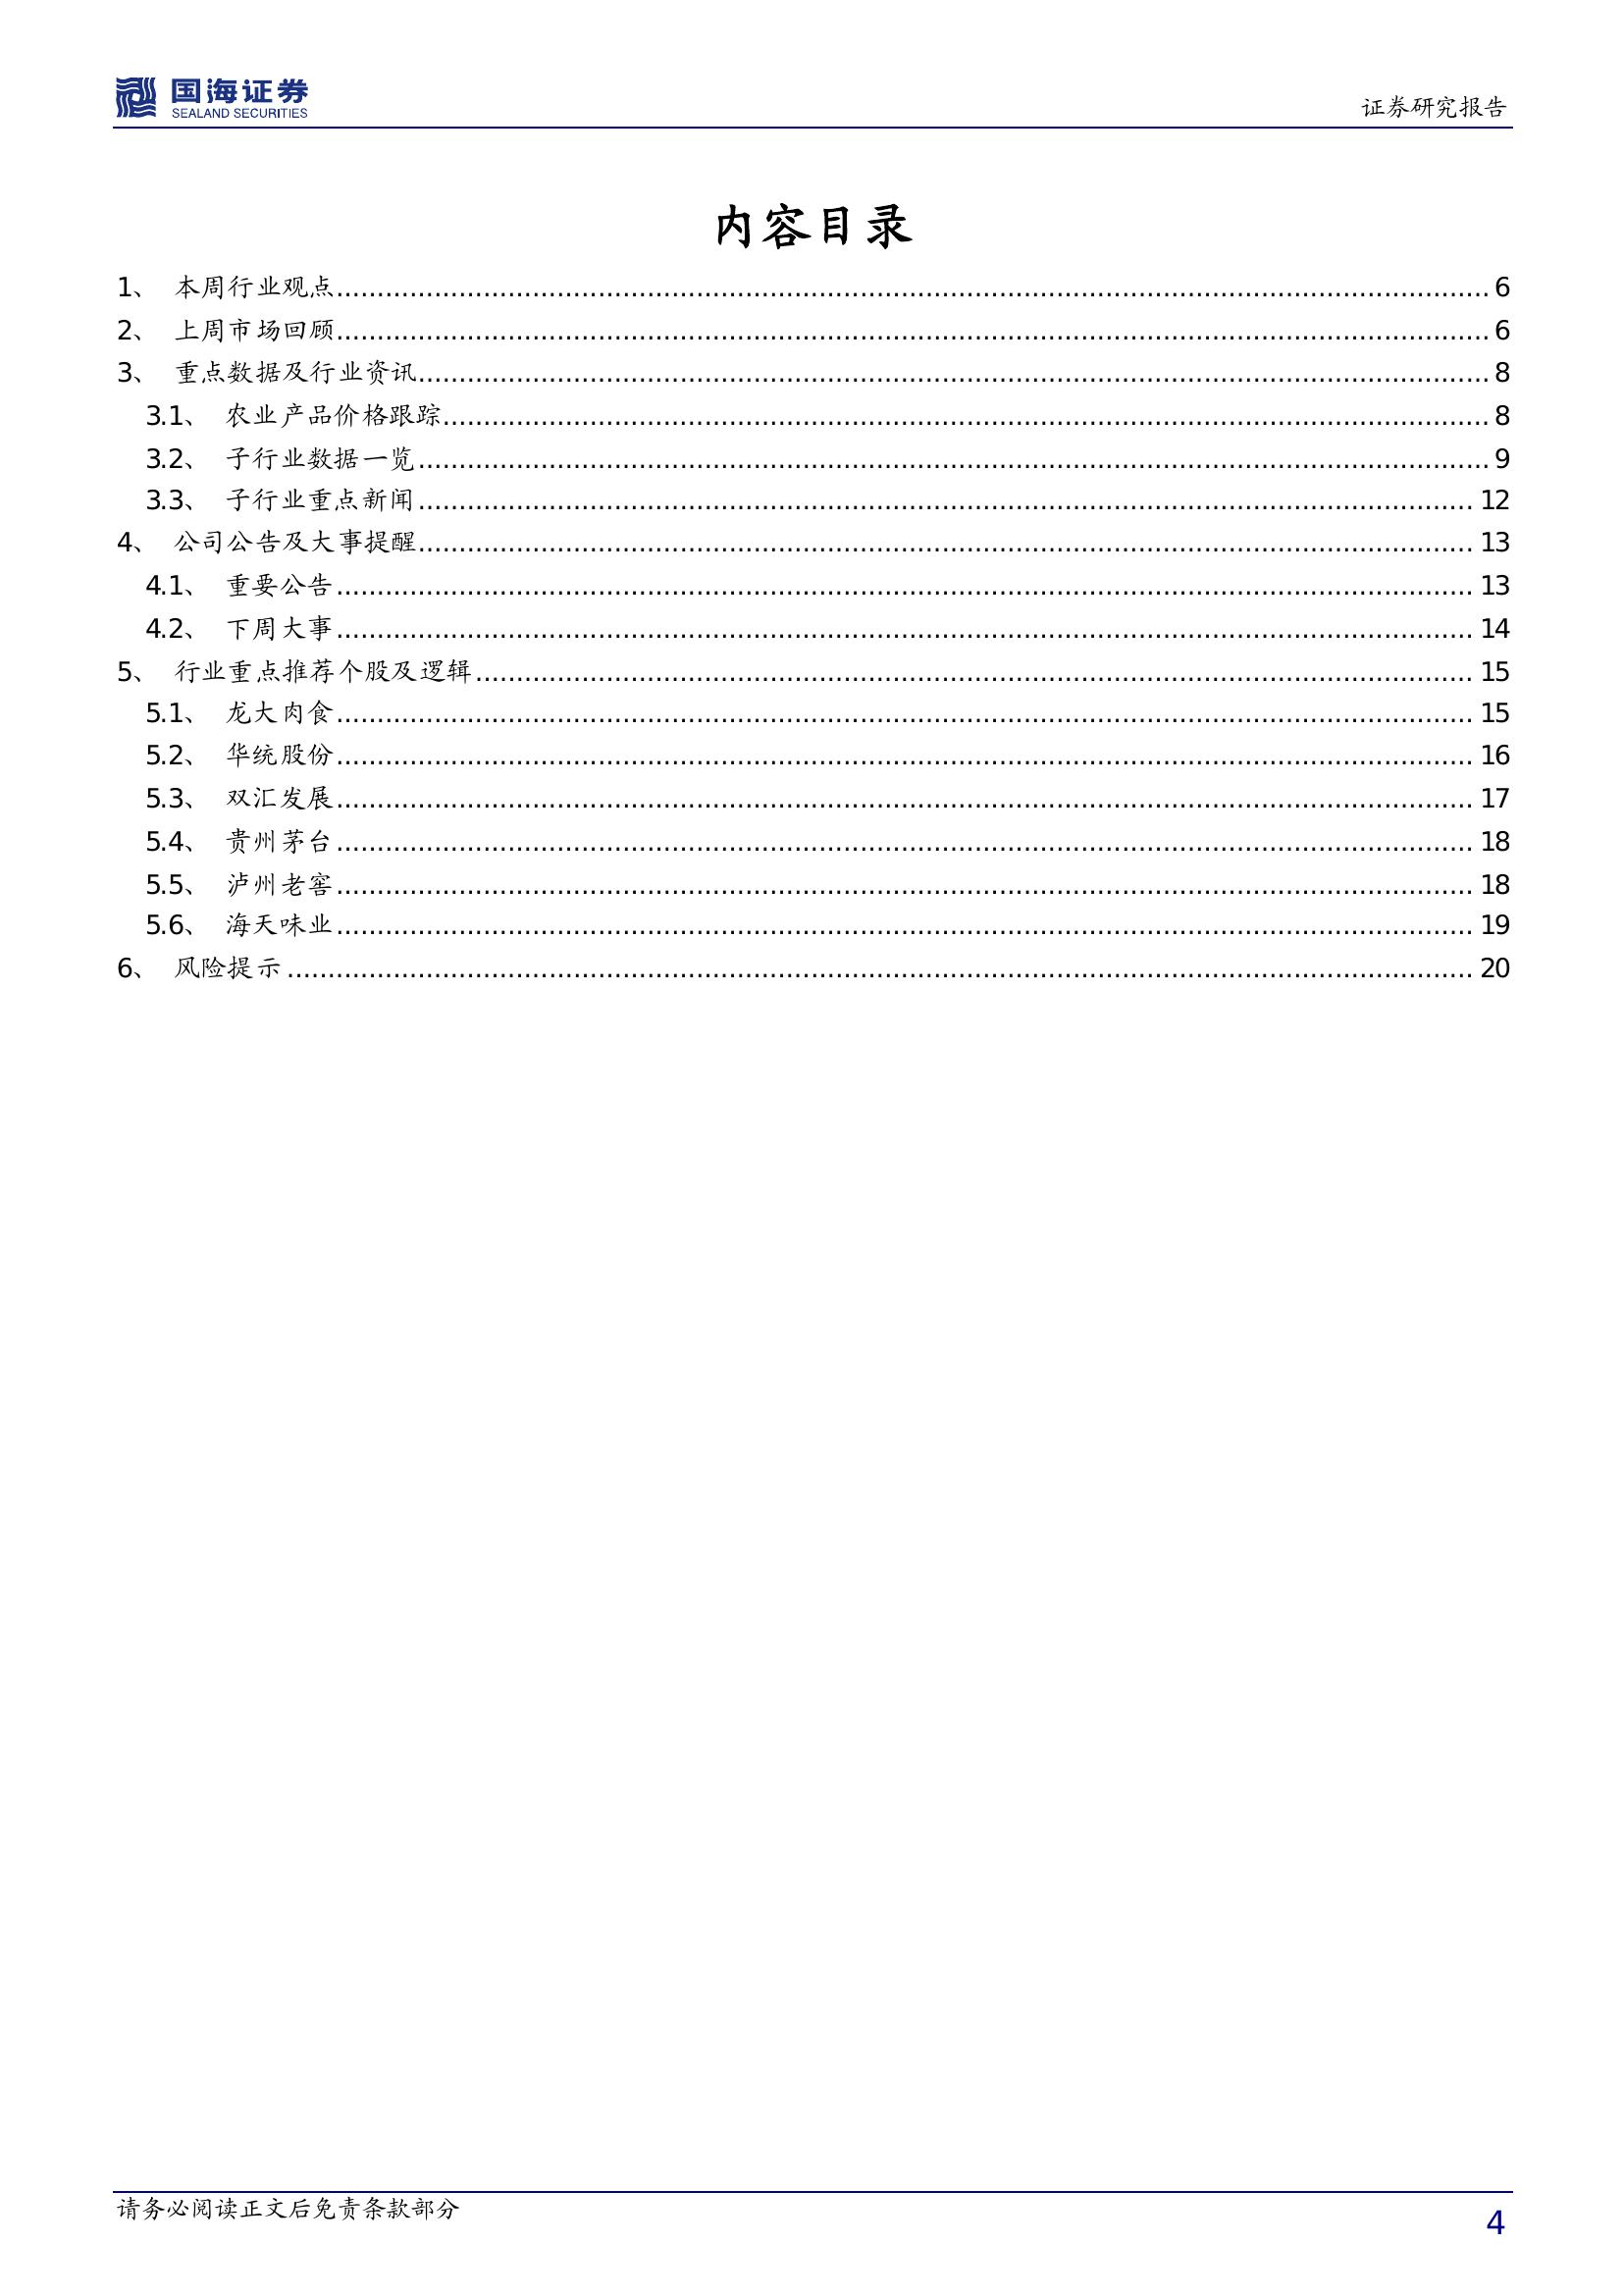 国海证券
SEALAND SECURITIES
证券研究报告
内容目录
1、 本周行业观点........................ 6
2、 上周市场回顾........................ 6
3、 重点数据及行业资讯........................ 8
3.1、 农业产品价格跟踪........................ 8
3.2、 子行业数据一览........................ 9
3.3、 子行业重点新闻........................ 12
4、 公司公告及大事提醒........................ 13
4.1、 重要公告........................ 13
4.2、 下周大事........................ 14
5、 行业重点推荐个股及逻辑........................ 15
5.1、 龙大肉食........................ 15
5.2、 华统股份........................ 16
5.3、 双汇发展........................ 17
5.4、 贵州茅台........................ 18
5.5、 泸州老窖........................ 18
5.6、 海天味业........................ 19
6、 风险提示........................ 20
请务必阅读正文后免责条款部分
4